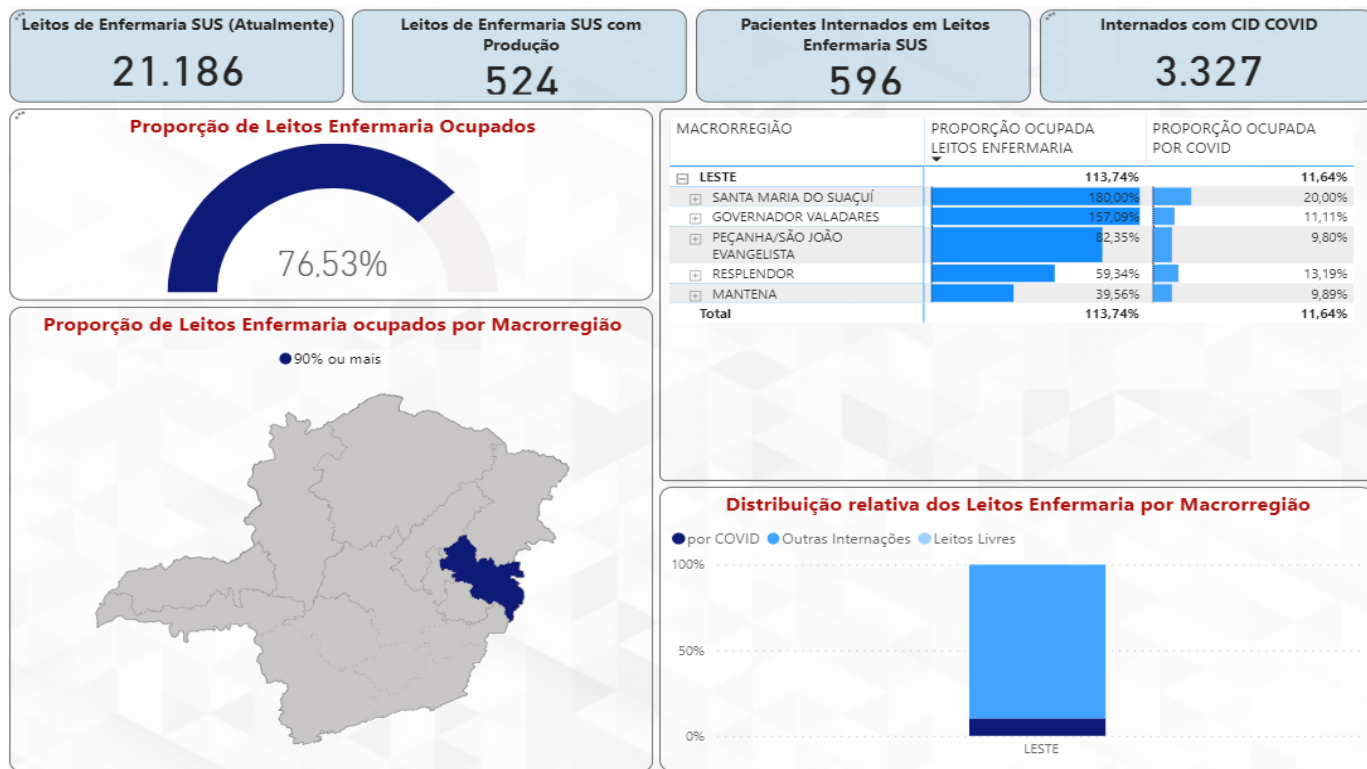 Leitos de Enfermaria SUS (Atualmente)
21.186
Leitos de Enfermaria SUS com
Produção
524
Pacientes Internados em Leitos
Enfermaria SUS
596
Internados com CID COVID
3.327
Proporção de Leitos Enfermaria Ocupados
76,53%
MACRORREGIÃO PROPORÇÃO OCUPADA PROPORÇÃO OCUPADA
LEITOS ENFERMARIA POR COVID
LESTE 113,74% 11,64%
SANTA MARIA DO SUAÇUÍ 180,00% 20,00%
GOVERNADOR VALADARES 157,09% 11,11%
PEÇANHA/SÃO JOÃO 82,35% 9,80%
EVANGELISTA
RESPLENDOR 59,34% 13,19%
MANTENA 39,56% 9,89%
Total 113,74% 11,64%
Proporção de Leitos Enfermaria ocupados por Macrorregião
90% ou mais
Distribuição relativa dos Leitos Enfermaria por Macrorregião
por COVID Outras Internações Leitos Livres
100%
50%
0%
LESTE